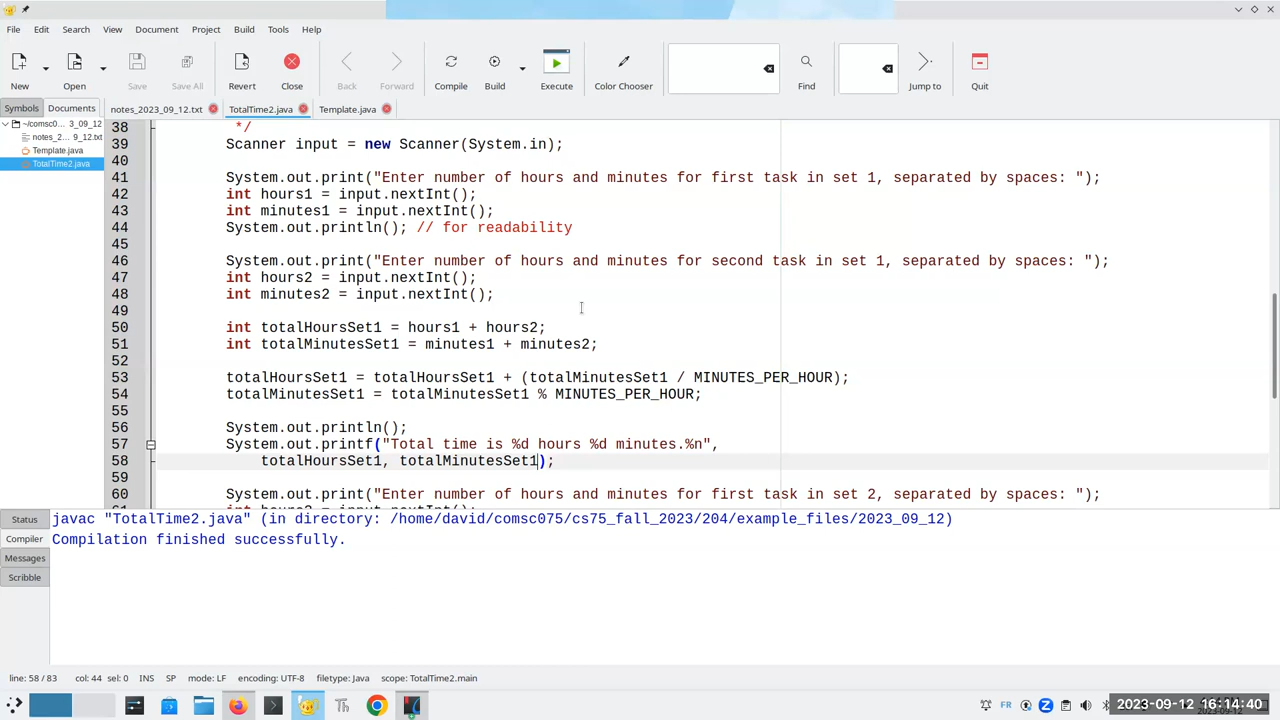 File Edit Search View Document Project Build Tools Help
New Open Save Save All Revert Close Back Forward Compile Build Execute Color Chooser Find Jump to Quit
Symbols Documents notes_2023_09_12.txt TotalTime2.java Template.java
~/comsc0... 3_09_12
notes_2... 9_12.txt
Template.java
TotalTime2.java
38 */
39 Scanner input = new Scanner(System.in);
40
41 System.out.print("Enter number of hours and minutes for first task in set 1, separated by spaces: ");
42 int hours1 = input.nextInt();
43 int minutes1 = input.nextInt();
44 System.out.println(); // for readability
45
46 System.out.print("Enter number of hours and minutes for second task in set 1, separated by spaces: ");
47 int hours2 = input.nextInt();
48 int minutes2 = input.nextInt();
49
50 int totalHoursSet1 = hours1 + hours2;
51 int totalMinutesSet1 = minutes1 + minutes2;
52
53 totalHoursSet1 = totalHoursSet1 + (totalMinutesSet1 / MINUTES_PER_HOUR);
54 totalMinutesSet1 = totalMinutesSet1 % MINUTES_PER_HOUR;
55
56 System.out.println();
57 System.out.printf("Total time is %d hours %d minutes.%n",
58 totalHoursSet1, totalMinutesSet1);
59
60 System.out.print("Enter number of hours and minutes for first task in set 2, separated by spaces: ");
Status
Compiler
Messages
Scribble
javac "TotalTime2.java" (in directory: /home/david/comsc075/cs75_fall_2023/204/example_files/2023_09_12)
Compilation finished successfully.
line: 58 / 83 col: 44 sel: 0 INS SP mode: LF encoding: UTF-8 filetype: Java scope: TotalTime2.main
FR 2023-09-12 16:14:40